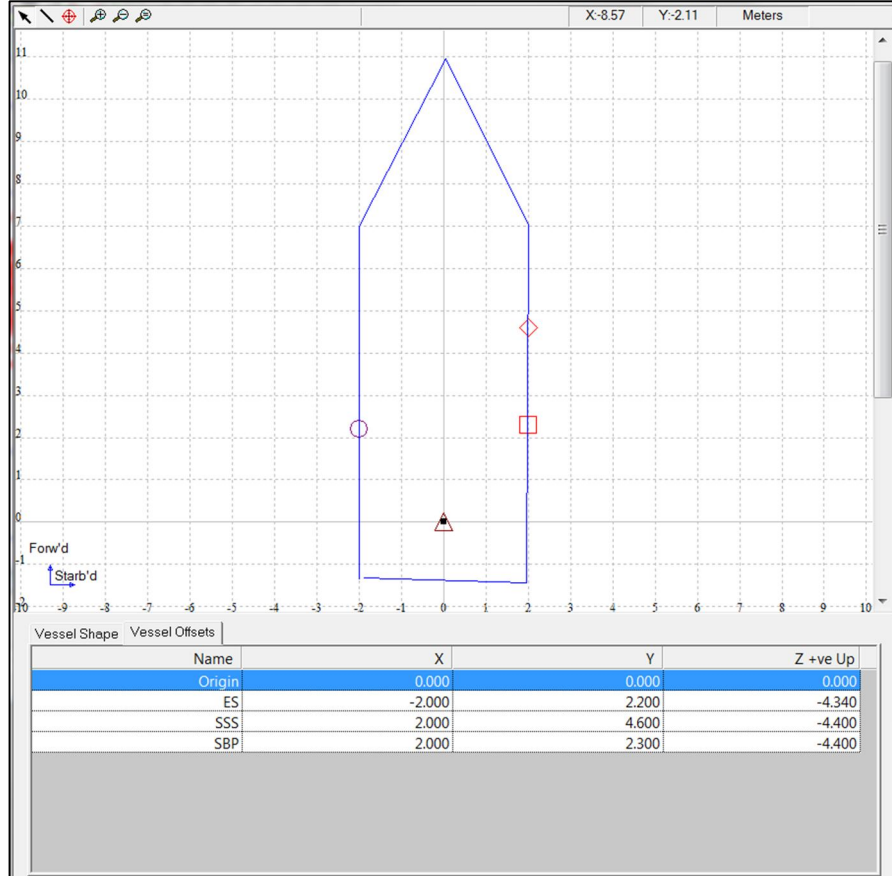 X:-8.57 Y:-2.11 Meters
11
10
9
8
7
6
5
4
3
2
1
0
-1
Forw'd
Starb'd
-2
-10 -9 -8 -7 -6 -5 -4 -3 -2 -1 0 1 2 3 4 5 6 7 8 9 10
Vessel Shape Vessel Offsets
Name X Y Z +ve Up
Origin 0.000 0.000 0.000
ES -2.000 2.200 -4.340
SSS 2.000 4.600 -4.400
SBP 2.000 2.300 -4.400